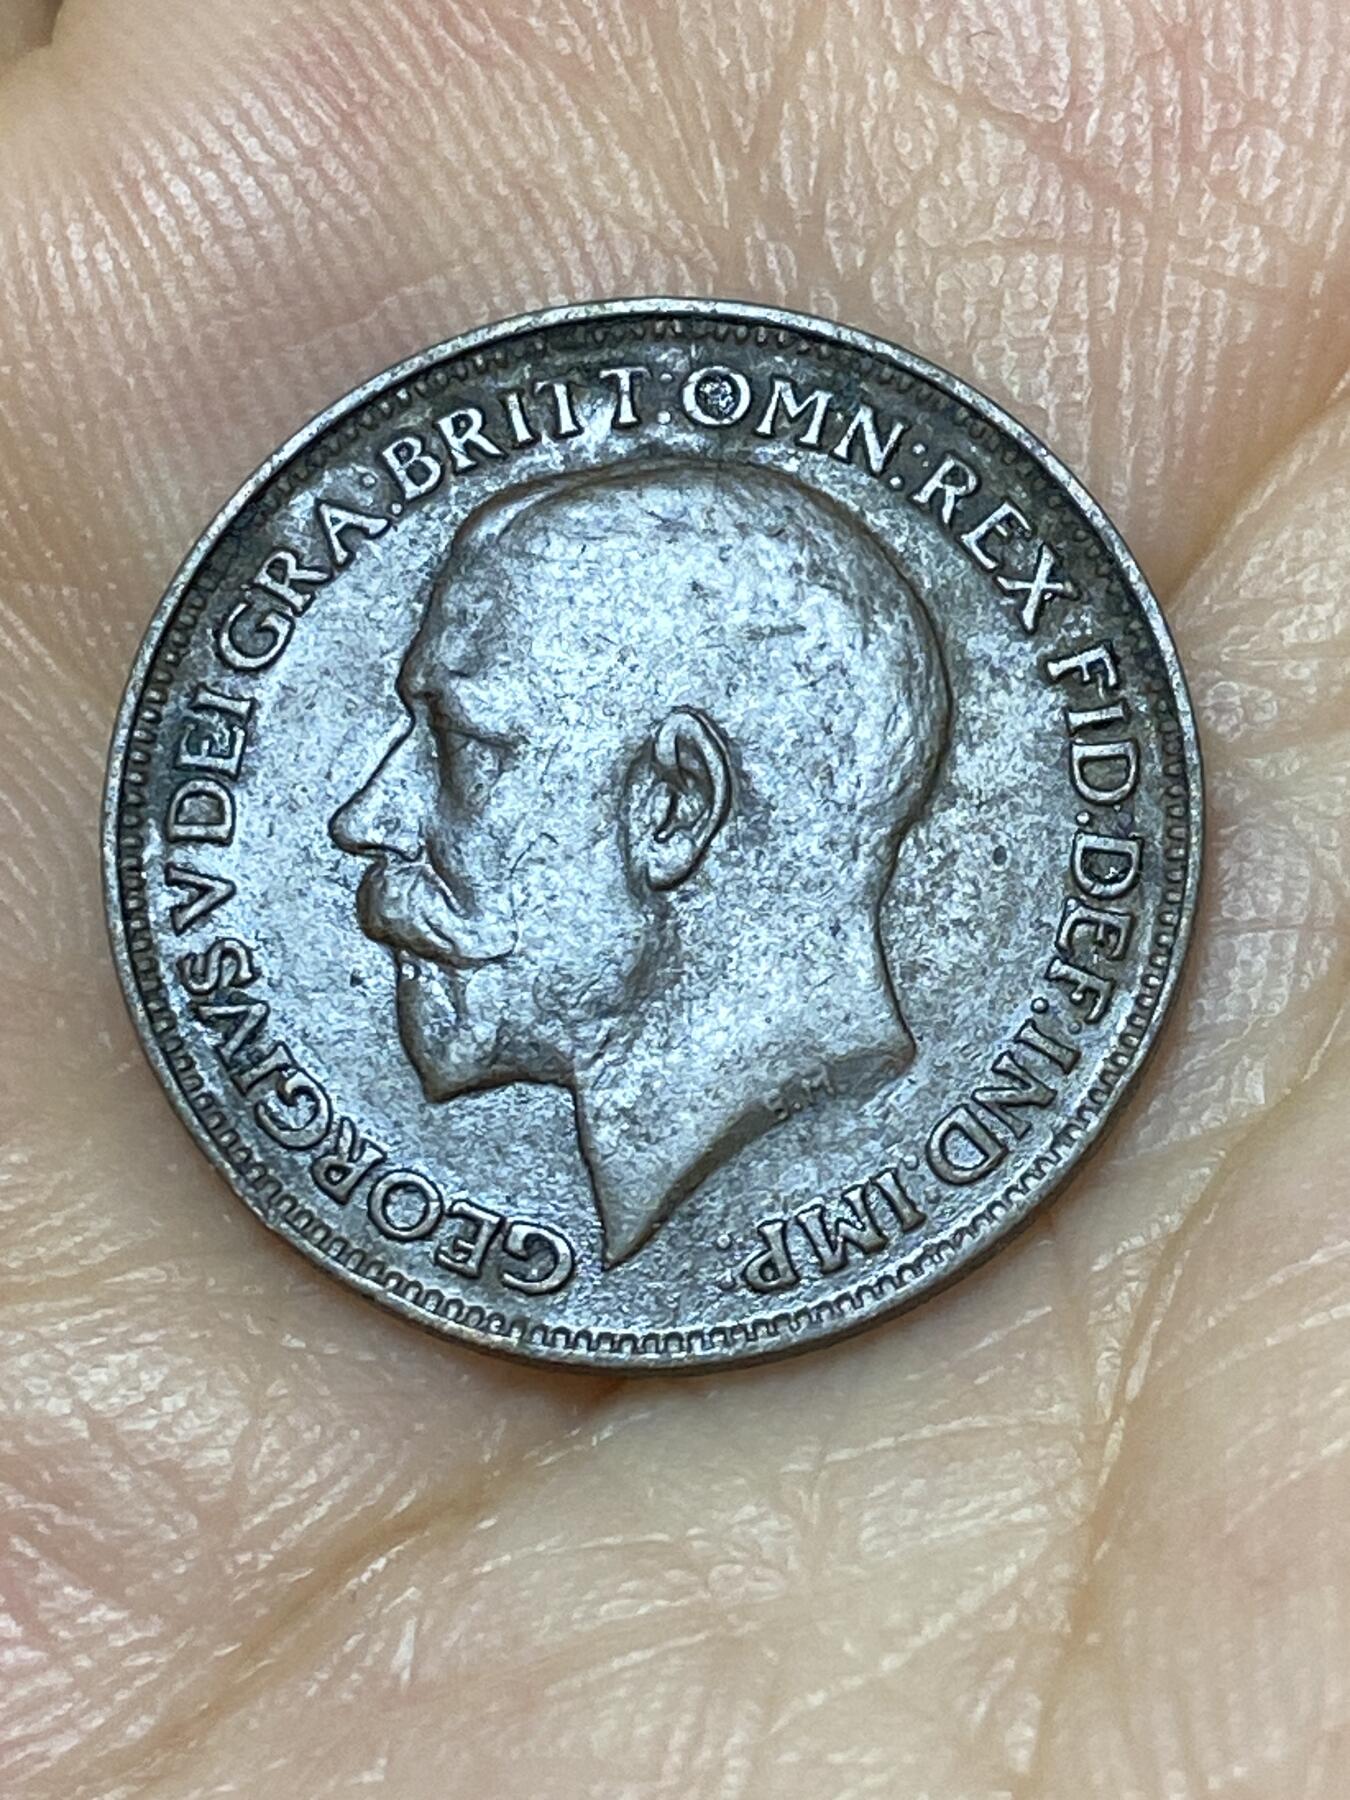 GEORGIVS V DEI GRA: BRITT: OMN: REX FID: DEF: IND: IMP:
B.M